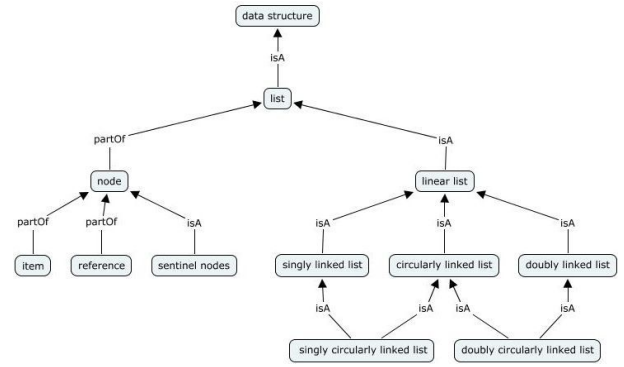 data structure
isA
list
partOf
isA
node
linear list
partOf
partOf
isA
isA
isA
isA
item
reference
sentinel nodes
singly linked list
circularly linked list
doubly linked list
isA
isA
isA
isA
singly circularly linked list
doubly circularly linked list